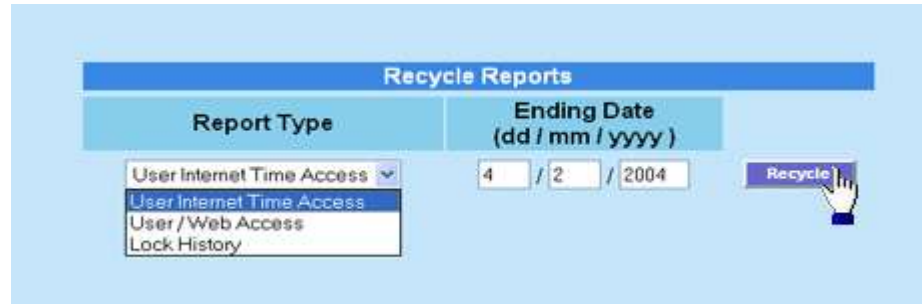 Recycle Reports
Report Type
Ending Date
(dd / mm / yyyy )
User Internet Time Access 4 / 2 / 2004 Recycle
User Internet Time Access
User / Web Access
Lock History